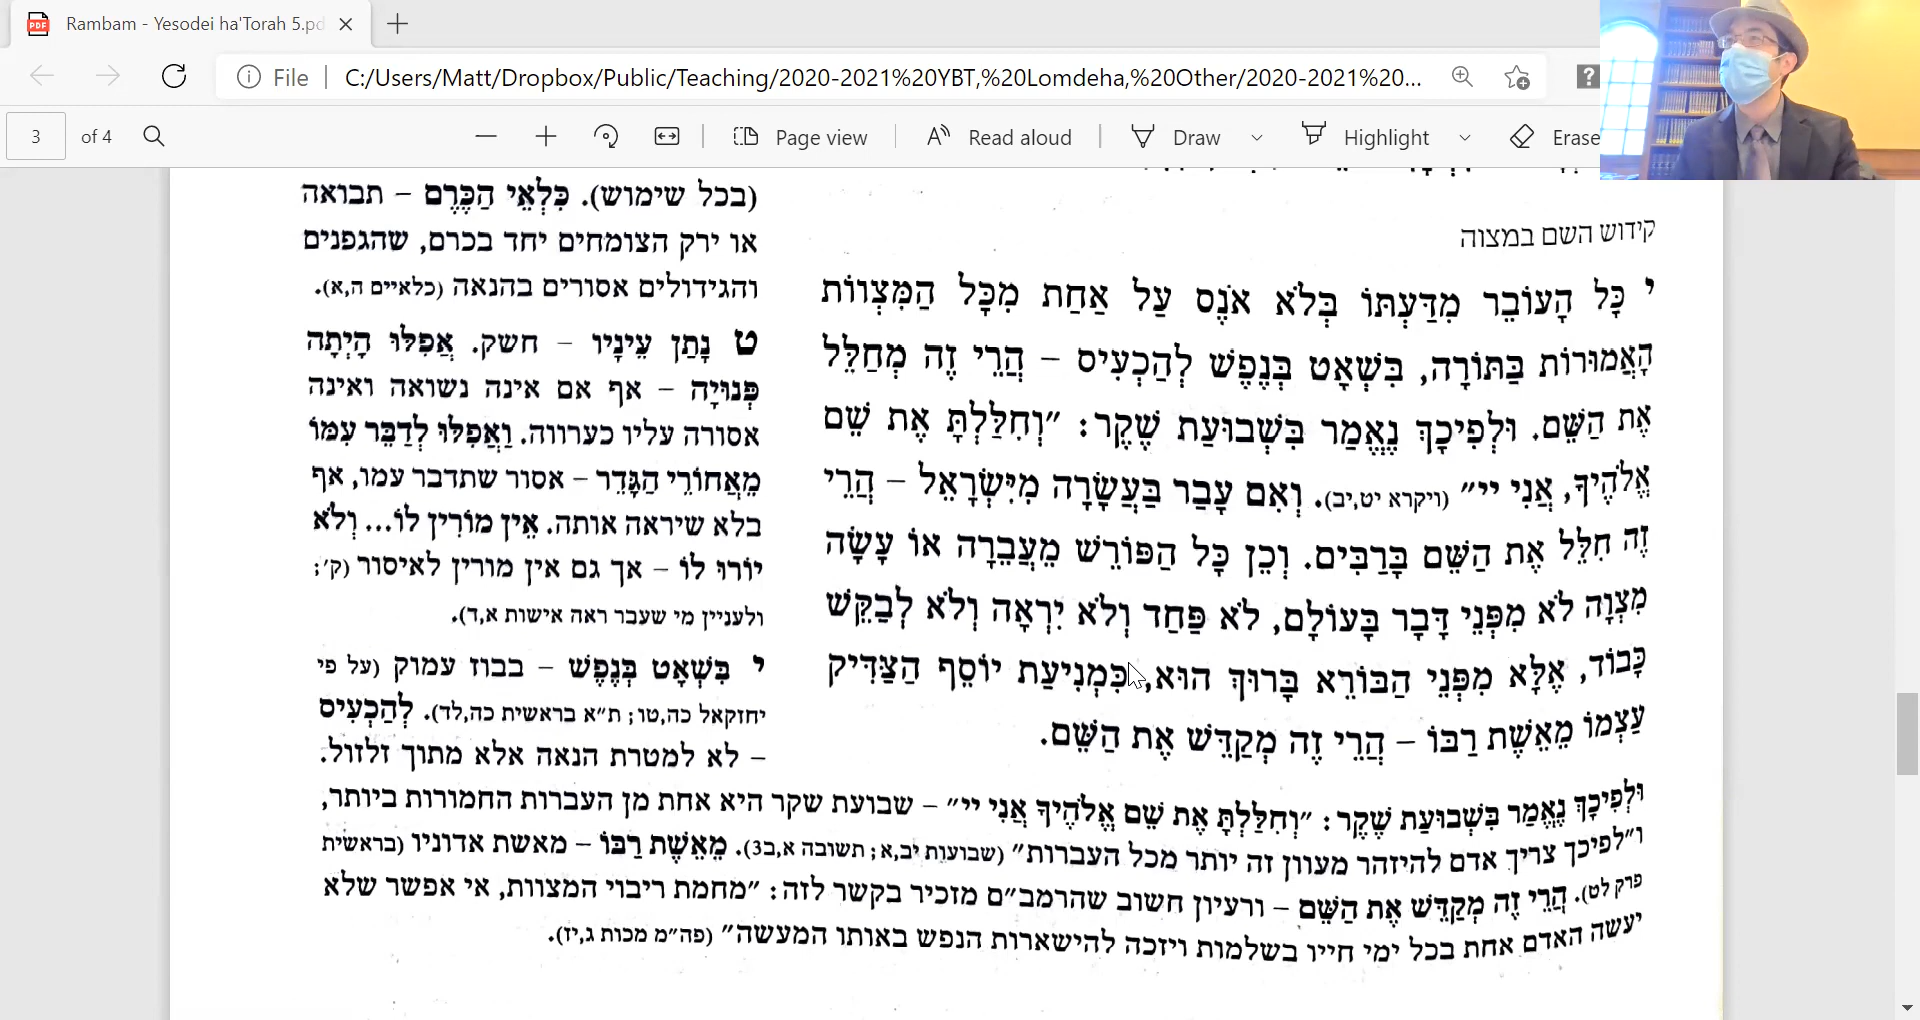 Rambam - Yesodei ha'Torah 5.pd
File
C:/Users/Matt/Dropbox/Public/Teaching/2020-2021%20YBT,%20Lomdeha,%20Other/2020-2021%20...
3 of 4
Page view
Read aloud
Draw
Highlight
Erase
קידוש השם במצוה
י כָּל הָעוֹבֵר מִדַּעְתּוֹ בְּלֹא אֹנֶס עַל אַחַת מִכָּל הַמִּצְווֹת
הָאֲמוּרוֹת בַּתּוֹרָה, בִּשְׁאָט בְּנֶפֶשׁ לְהַכְעִיס – הֲרֵי זֶה מְחַלֵּל
אֶת הַשֵּׁם. וּלְפִיכָךְ נֶאֱמַר בִּשְׁבוּעַת שֶׁקֶר: "וְחִלַּלְתָּ אֶת שֵׁם
אֱלֹהֶיךָ, אֲנִי יי" (ויקרא יט,יב). וְאִם עָבַר בַּעֲשָׂרָה מִיִּשְׂרָאֵל – הֲרֵי
זֶה חִלֵּל אֶת הַשֵּׁם בָּרַבִּים. וְכֵן כָּל הַפּוֹרֵשׁ מֵעֲבֵרָה אוֹ עָשָׂה
מִצְוָה לֹא מִפְּנֵי דָּבָר בָּעוֹלָם, לֹא פַּחַד וְלֹא יִרְאָה וְלֹא לְבַקֵּשׁ
כָּבוֹד, אֶלָּא מִפְּנֵי הַבּוֹרֵא בָּרוּךְ הוּא, כִּמְנִיעַת יוֹסֵף הַצַּדִּיק
עַצְמוֹ מֵאֵשֶׁת רַבּוֹ – הֲרֵי זֶה מְקַדֵּשׁ אֶת הַשֵּׁם.
(בכל שימוש). כִּלְאֵי הַכֶּרֶם – תבואה
או ירק הצומחים יחד בכרם, שהגפנים
והגידולים אסורים בהנאה (כלאיים ה,א).
ט נָתַן עֵינָיו – חשק. אֲפִלּוּ הָיְתָה
פְּנוּיָה – אף אם אינה נשואה ואינה
אסורה עליו כערווה. וַאֲפִלּוּ לְדַבֵּר עִמּוֹ
מֵאֲחוֹרֵי הַגָּדֵר – אסור שתדבר עמו, אף
בלא שיראה אותה. אֵין מוֹרִין לוֹ... וְלֹא
יוֹרוּ לוֹ – אך גם אין מורין לאיסור (ק';
ולעניין מי שעבר ראה אישות א,ד).
י בִּשְׁאָט בְּנֶפֶשׁ – בבוז עמוק (על פי
יחזקאל כה,טו; ת"א בראשית כה,לד). לְהַכְעִיס
– לא למטרת הנאה אלא מתוך זלזול.
וּלְפִיכָךְ נֶאֱמַר בִּשְׁבוּעַת שֶׁקֶר: "וְחִלַּלְתָּ אֶת שֵׁם אֱלֹהֶיךָ אֲנִי יי" – שבועת שקר היא אחת מן העברות החמורות ביותר,
ו"לפיכך צריך אדם להיזהר מעוון זה יותר מכל העברות" (שבועות יב,א; תשובה א,ב3). מֵאֵשֶׁת רַבּוֹ – מאשת אדוניו (בראשית
פרק לט). הֲרֵי זֶה מְקַדֵּשׁ אֶת הַשֵּׁם – ורעיון חשוב שהרמב"ם מזכיר בקשר לזה: "מחמת ריבוי המצוות, אי אפשר שלא
יעשה האדם אחת בכל ימי חייו בשלמות ויזכה להישארות הנפש באותו המעשה" (פה"מ מכות ג,יז).